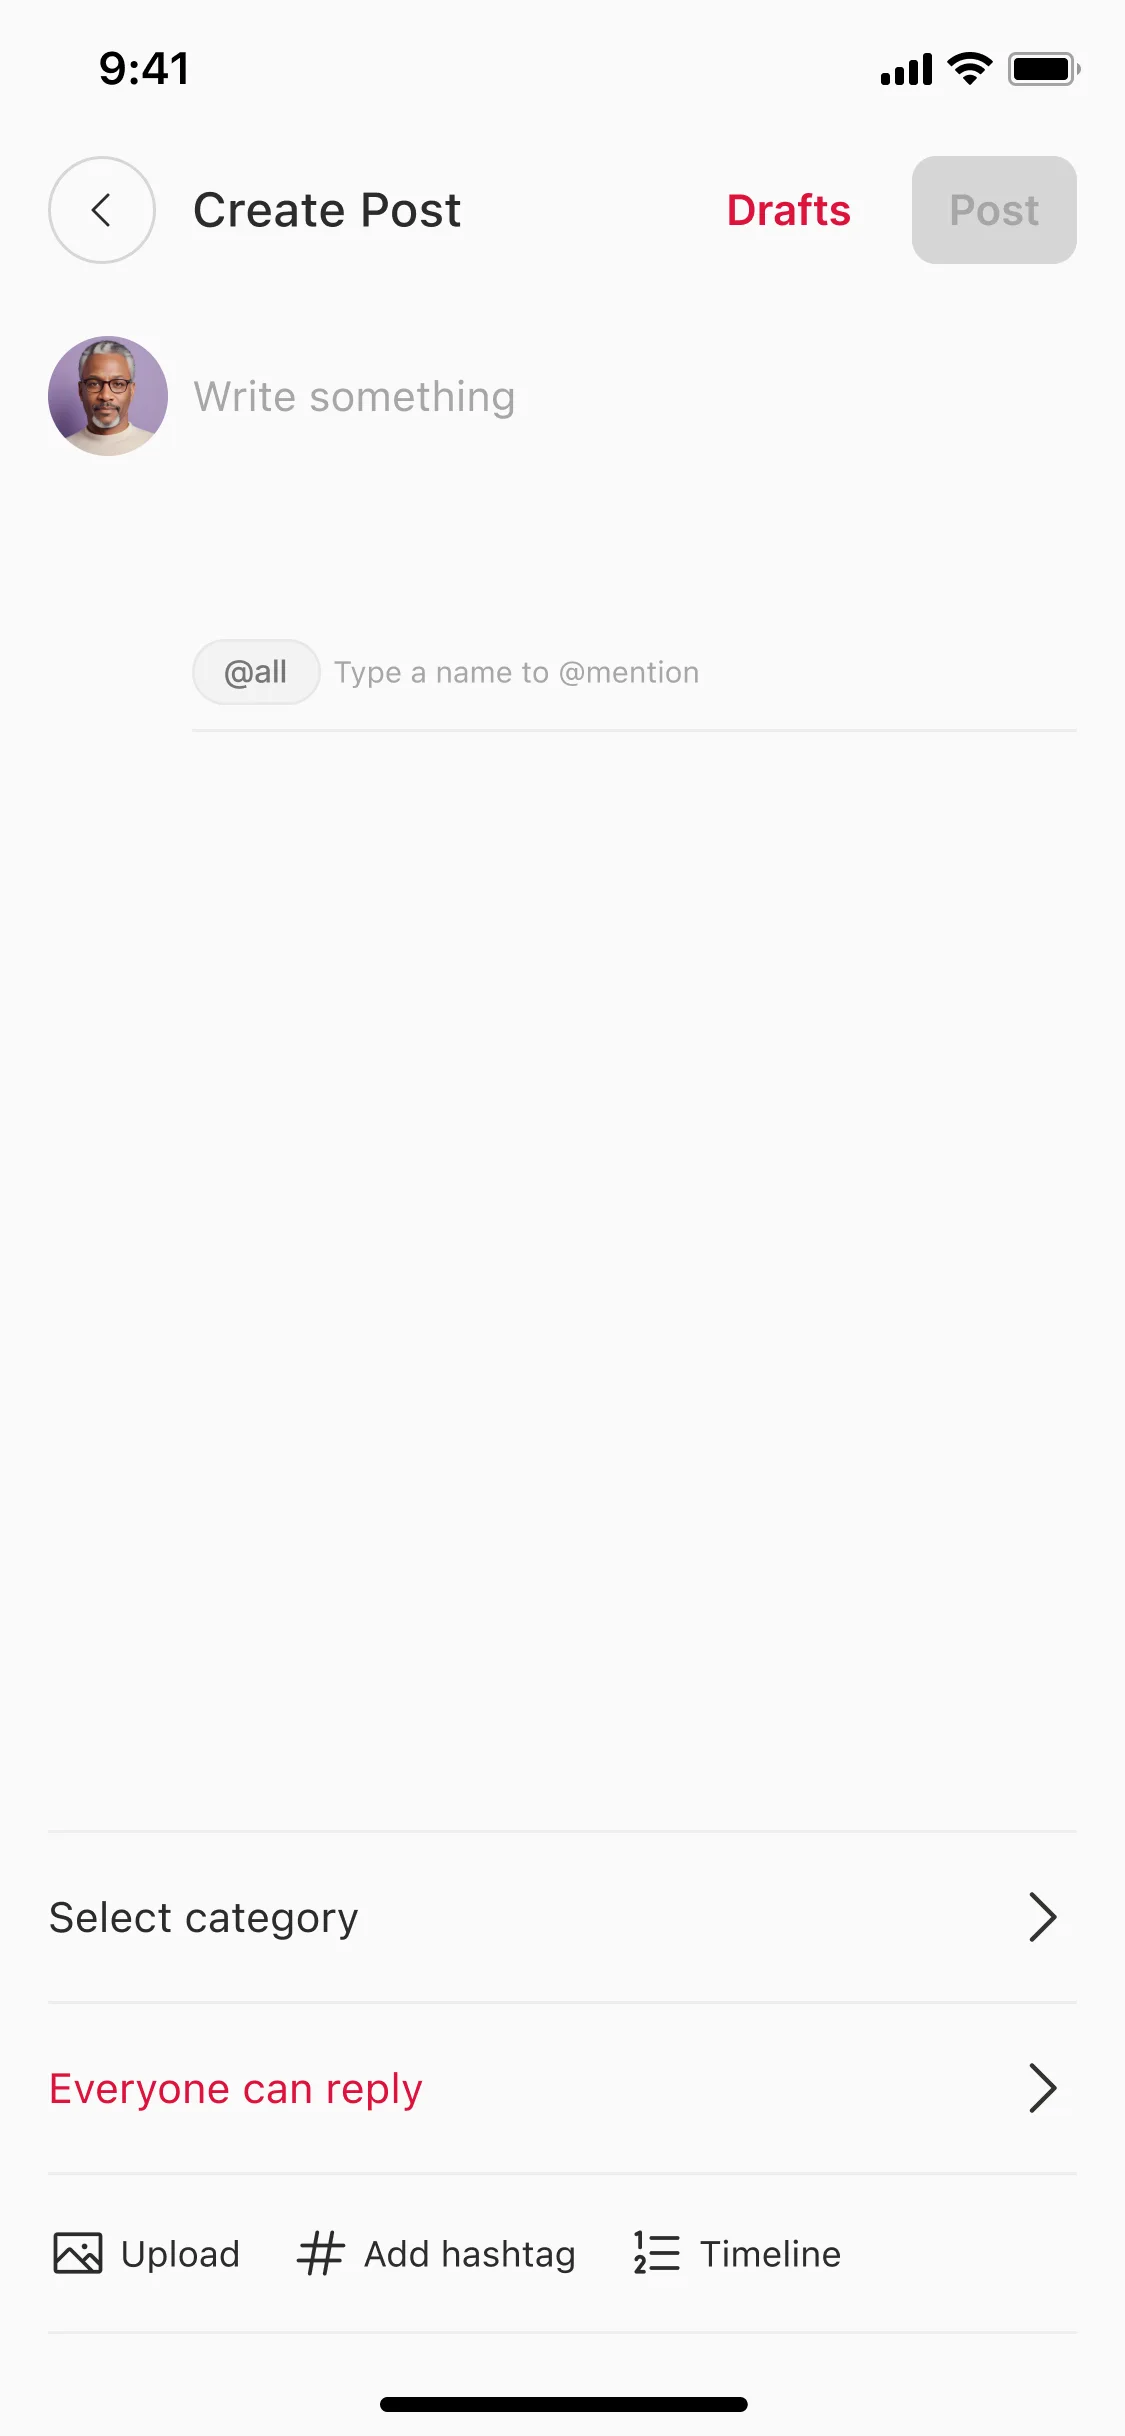 9:41
Create Post
Drafts
Post
Write something
@all
Type a name to @mention
Select category
Everyone can reply
Upload
Add hashtag
Timeline